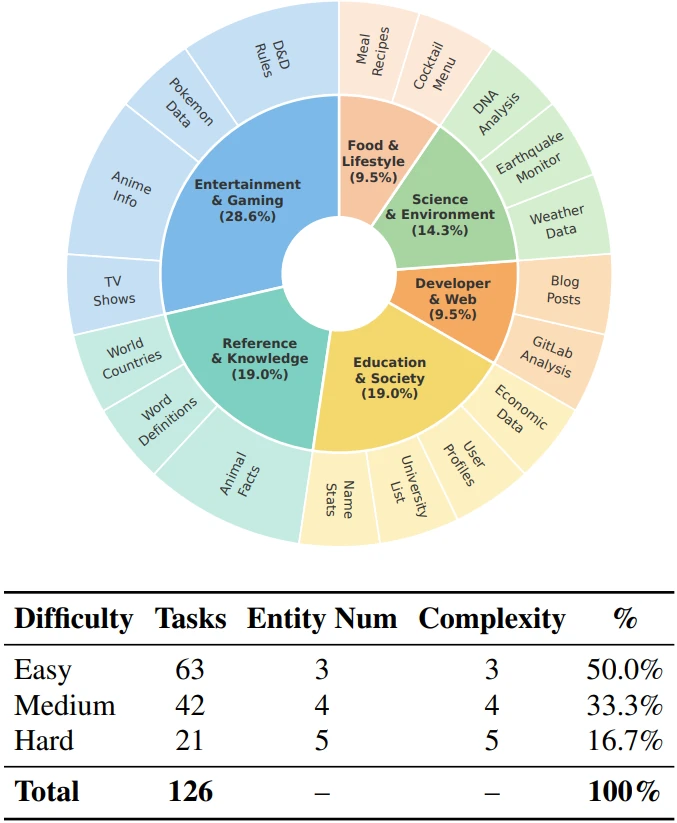 Meal
Recipes
Cocktail
Menu
DNA
Analysis
Earthquake
Monitor
Weather
Data
Blog
Posts
GitLab
Analysis
Economic
Data
User
Profiles
University
List
Name
Stats
Animal
Facts
Word
Definitions
World
Countries
TV
Shows
Anime
Info
Pokemon
Data
D&D
Rules
Food &
Lifestyle
(9.5%)
Science
& Environment
(14.3%)
Developer
& Web
(9.5%)
Education
& Society
(19.0%)
Reference
& Knowledge
(19.0%)
Entertainment
& Gaming
(28.6%)
Difficulty Tasks Entity Num Complexity %
Easy 63 3 3 50.0%
Medium 42 4 4 33.3%
Hard 21 5 5 16.7%
Total 126 – – 100%